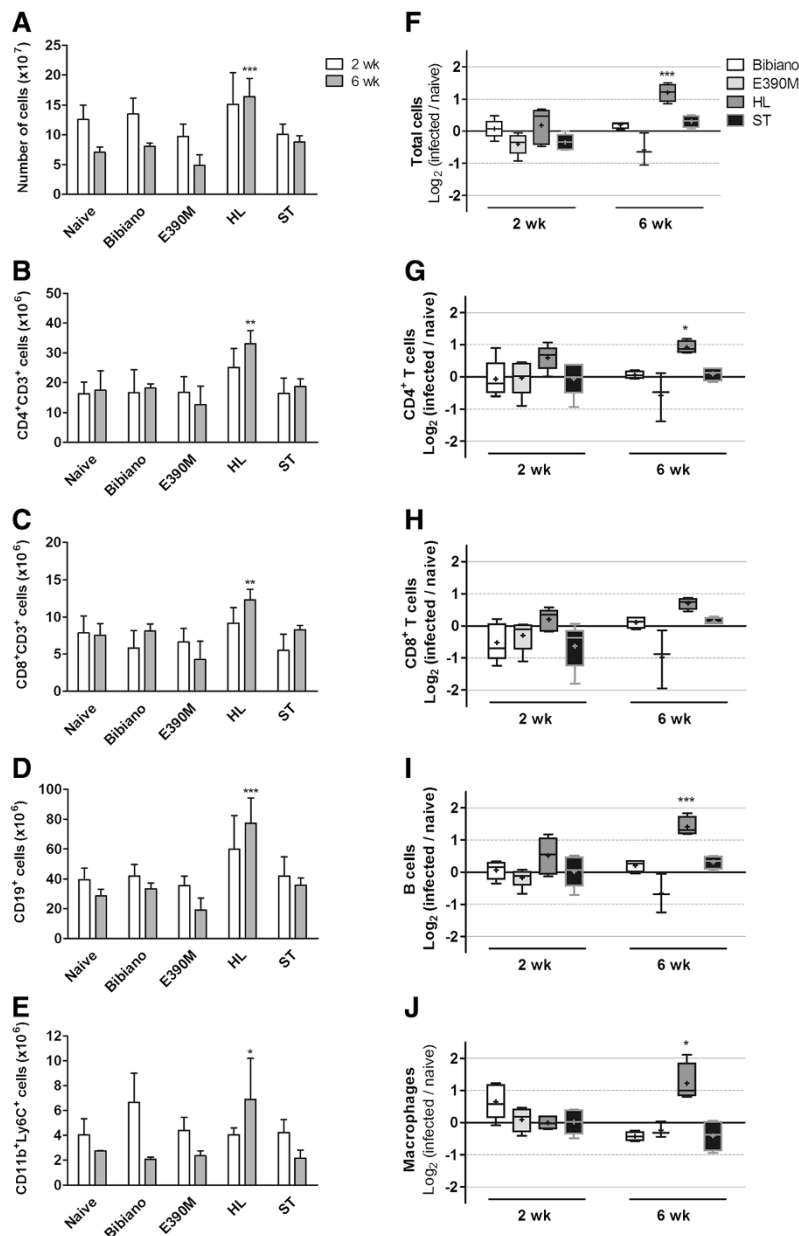 A
Number of cells (x10⁷)
25
20
15
10
5
0
***
2 wk
6 wk
Naive
Bibiano
E390M
HL
ST
F
Total cells
Log₂ (infected / naive)
2
1
0
-1
-2
***
Bibiano
E390M
HL
ST
2 wk
6 wk
B
CD4⁺CD3⁺ cells (x10⁶)
50
40
30
20
10
0
**
Naive
Bibiano
E390M
HL
ST
G
CD4⁺ T cells
Log₂ (infected / naive)
2
1
0
-1
-2
*
2 wk
6 wk
C
CD8⁺CD3⁺ cells (x10⁶)
20
15
10
5
0
**
Naive
Bibiano
E390M
HL
ST
H
CD8⁺ T cells
Log₂ (infected / naive)
2
1
0
-1
-2
2 wk
6 wk
D
CD19⁺ cells (x10⁶)
100
80
60
40
20
0
***
Naive
Bibiano
E390M
HL
ST
I
B cells
Log₂ (infected / naive)
2
1
0
-1
-2
***
2 wk
6 wk
E
CD11b⁺Ly6C⁺ cells (x10⁶)
12
10
8
6
4
2
0
*
Naive
Bibiano
E390M
HL
ST
J
Macrophages
Log₂ (infected / naive)
2
1
0
-1
-2
*
2 wk
6 wk